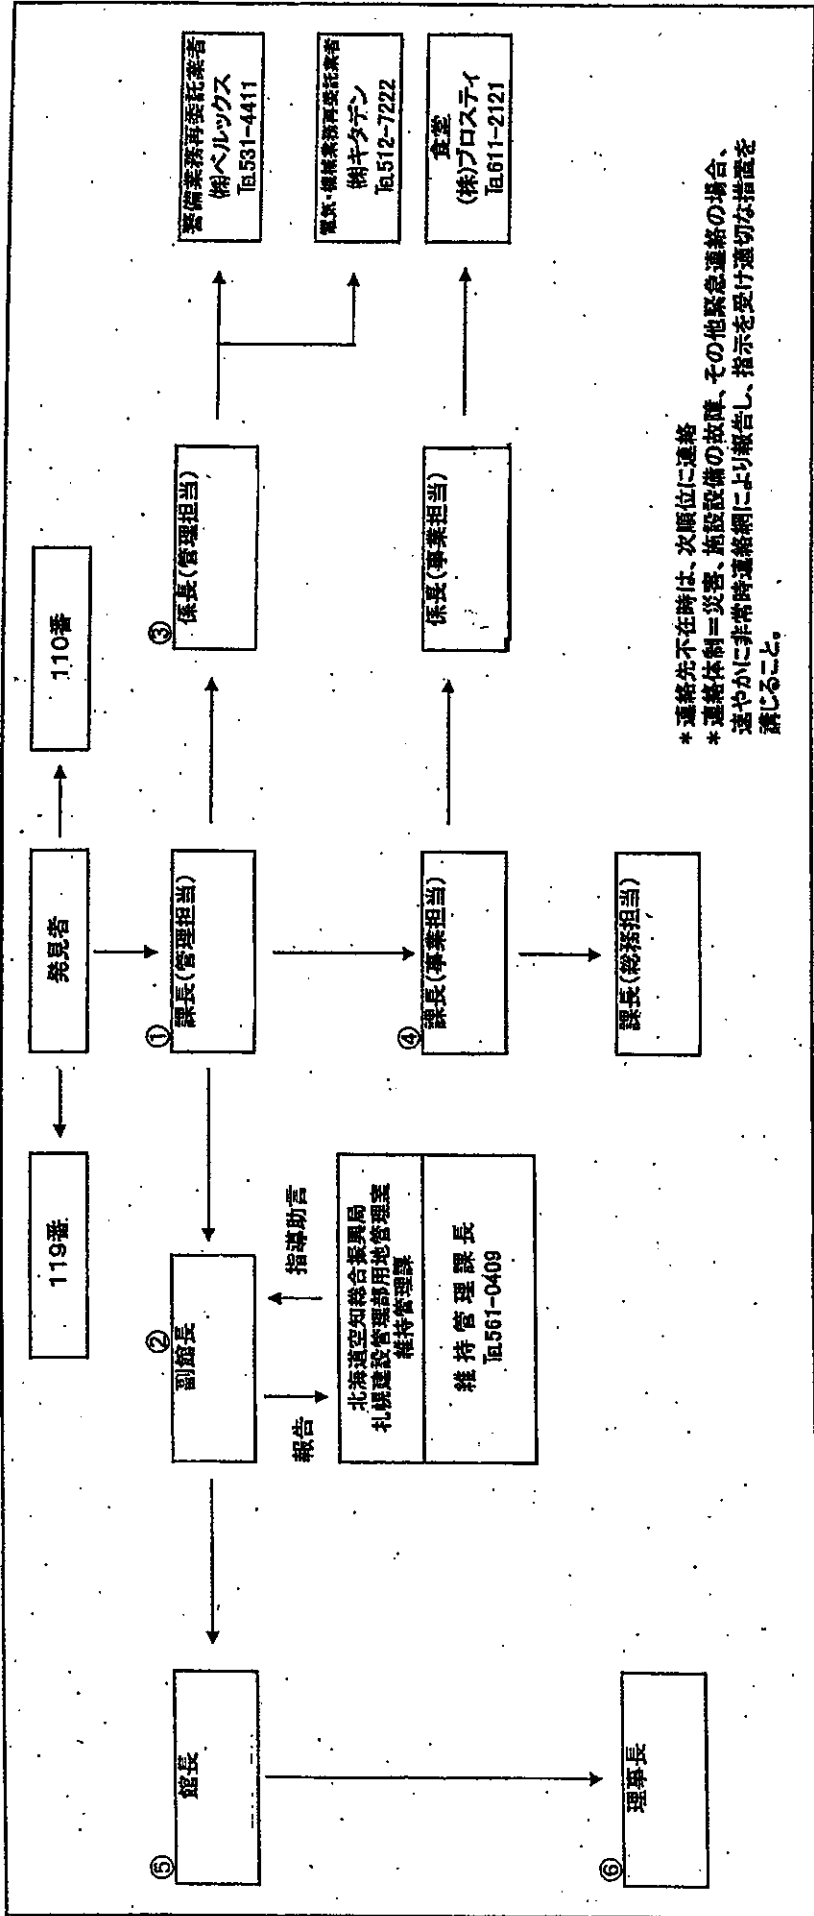 119番
発見者
110番
⑤
館長
②
副館長
①
課長(管理担当)
③
係長(管理担当)
警備業務再委託業者
㈱ベルックス
℡531-4411
報告
指導助言
北海道空知総合振興局
札幌建設管理部用地管理室
維持管理課
維持管理課長
℡561-0409
電気・機械業務再委託業者
㈱キタデン
℡512-7222
④
課長(事業担当)
係長(事業担当)
食堂
(株)プロスティ
℡611-2121
⑥
理事長
課長(総務担当)
*連絡先不在時は、次順位に連絡
*連絡体制=災害、施設設備の故障、その他緊急連絡の場合、
速やかに非常時連絡網により報告し、指示を受け適切な措置を
講じること。